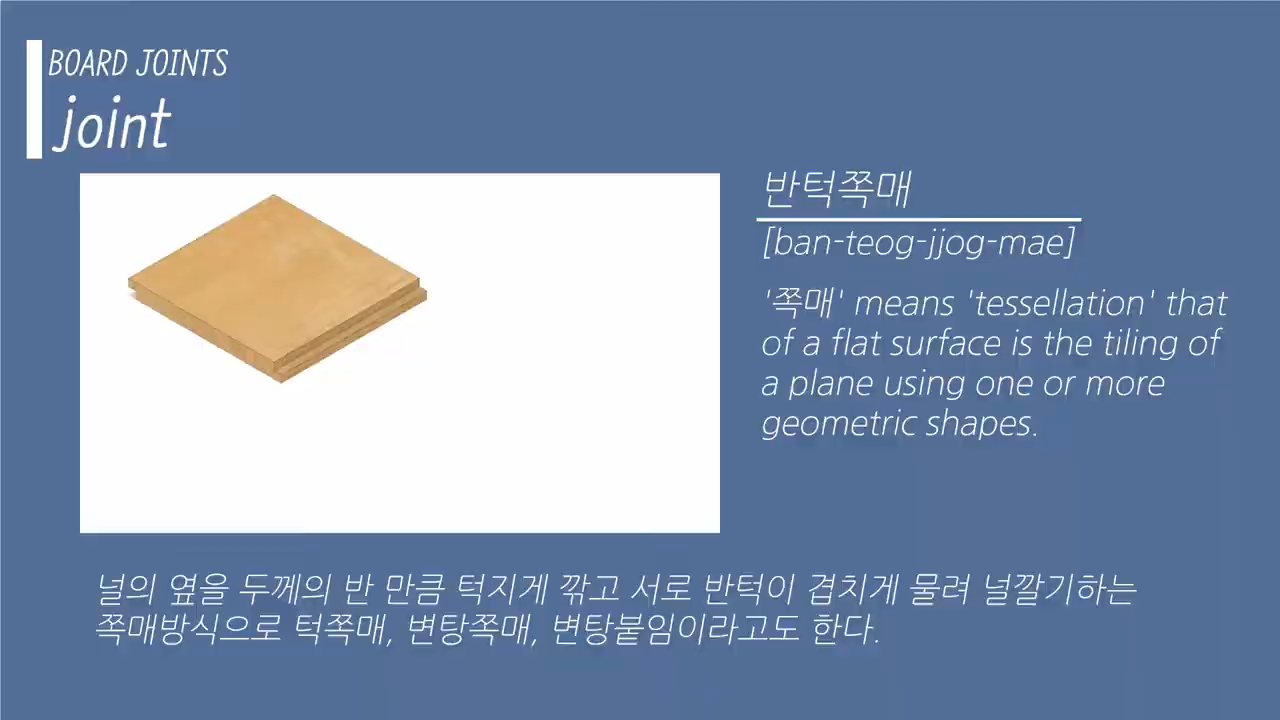 BOARD JOINTS
joint
반턱쪽매
[ban-teog-jjog-mae]
'쪽매' means 'tessellation' that
of a flat surface is the tiling of
a plane using one or more
geometric shapes.
널의 옆을 두께의 반 만큼 턱지게 깎고 서로 반턱이 겹치게 물려 널깔기하는
쪽매방식으로 턱쪽매, 변탕쪽매, 변탕붙임이라고도 한다.